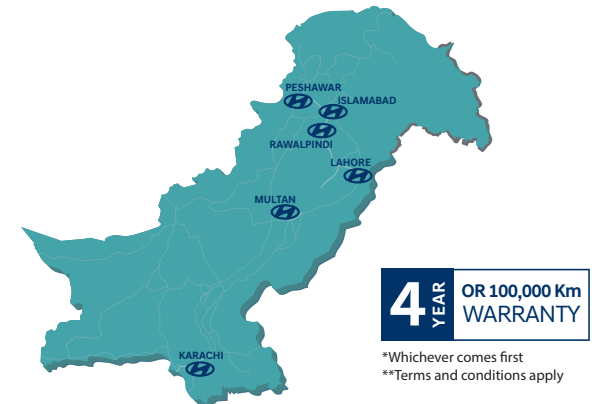 PESHAWAR
ISLAMABAD
RAWALPINDI
LAHORE
MULTAN
KARACHI
4 YEAR
OR 100,000 Km
WARRANTY
*Whichever comes first
**Terms and conditions apply